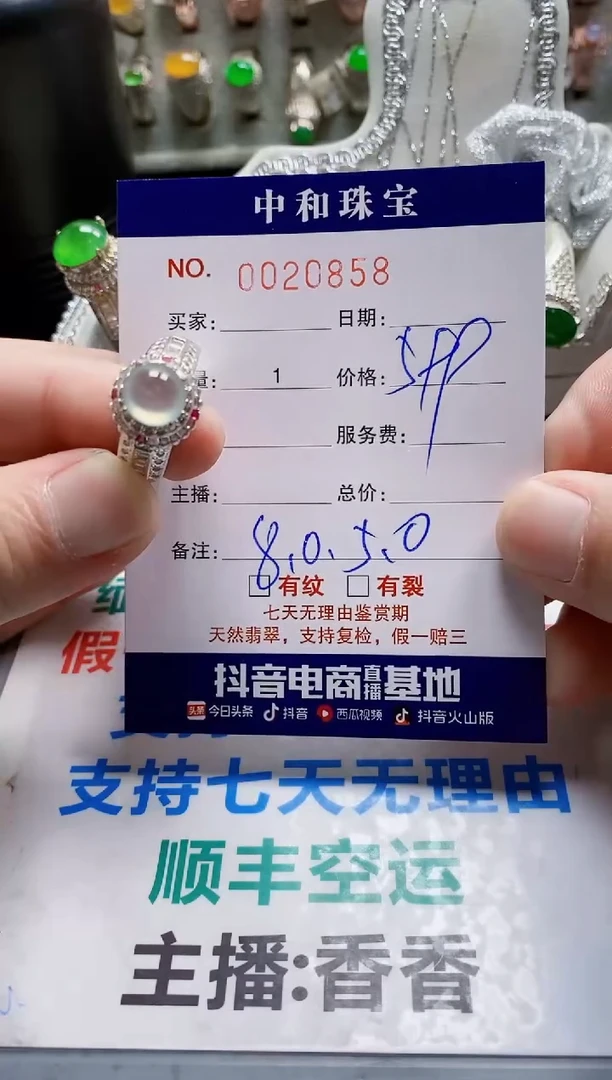 中和珠宝
NO. 0020858
买家: 日期:
量: 1 价格:
服务费:
主播: 总价:
备注: 8.0.5.0
有纹 有裂
七天无理由鉴赏期
天然翡翠，支持复检，假一赔三
抖音电商直播基地
头条 今日头条 抖音 西瓜视频 抖音火山版
假
支持七天无理由
顺丰空运
主播:香香